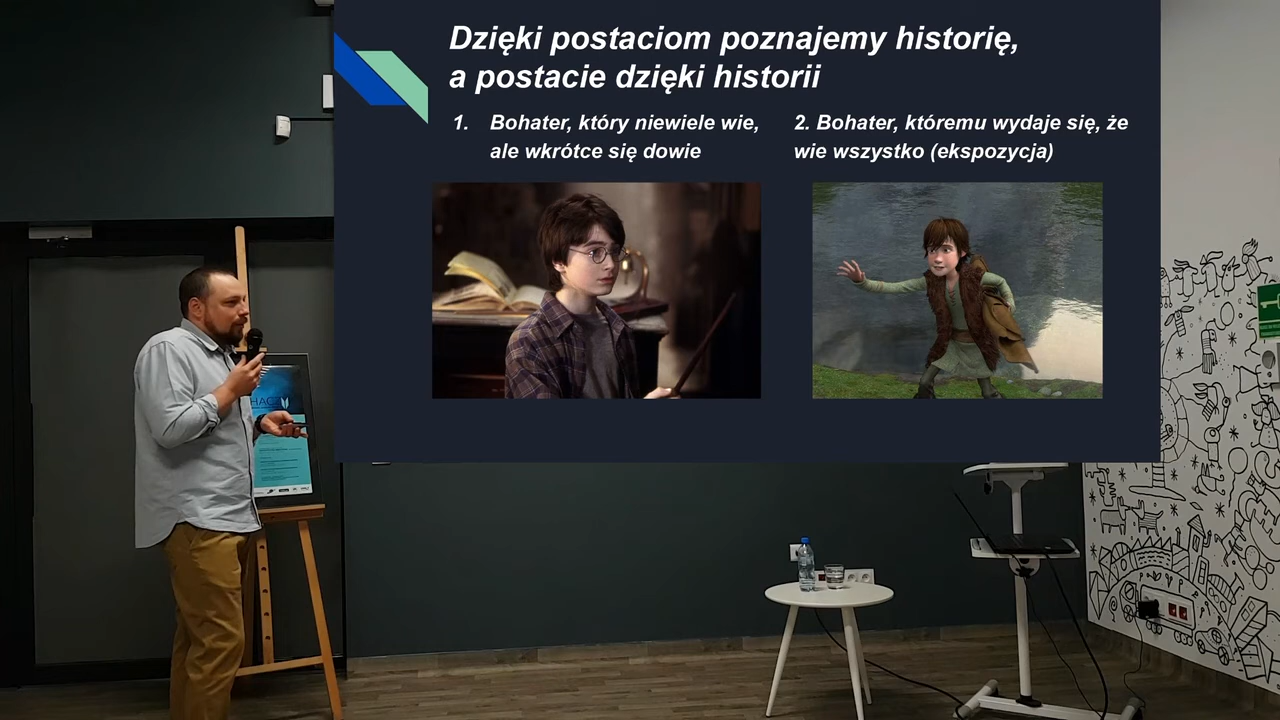 Dzięki postaciom poznajemy historię,
a postacie dzięki historii
1. Bohater, który niewiele wie,
ale wkrótce się dowie
2. Bohater, któremu wydaje się, że
wie wszystko (ekspozycja)